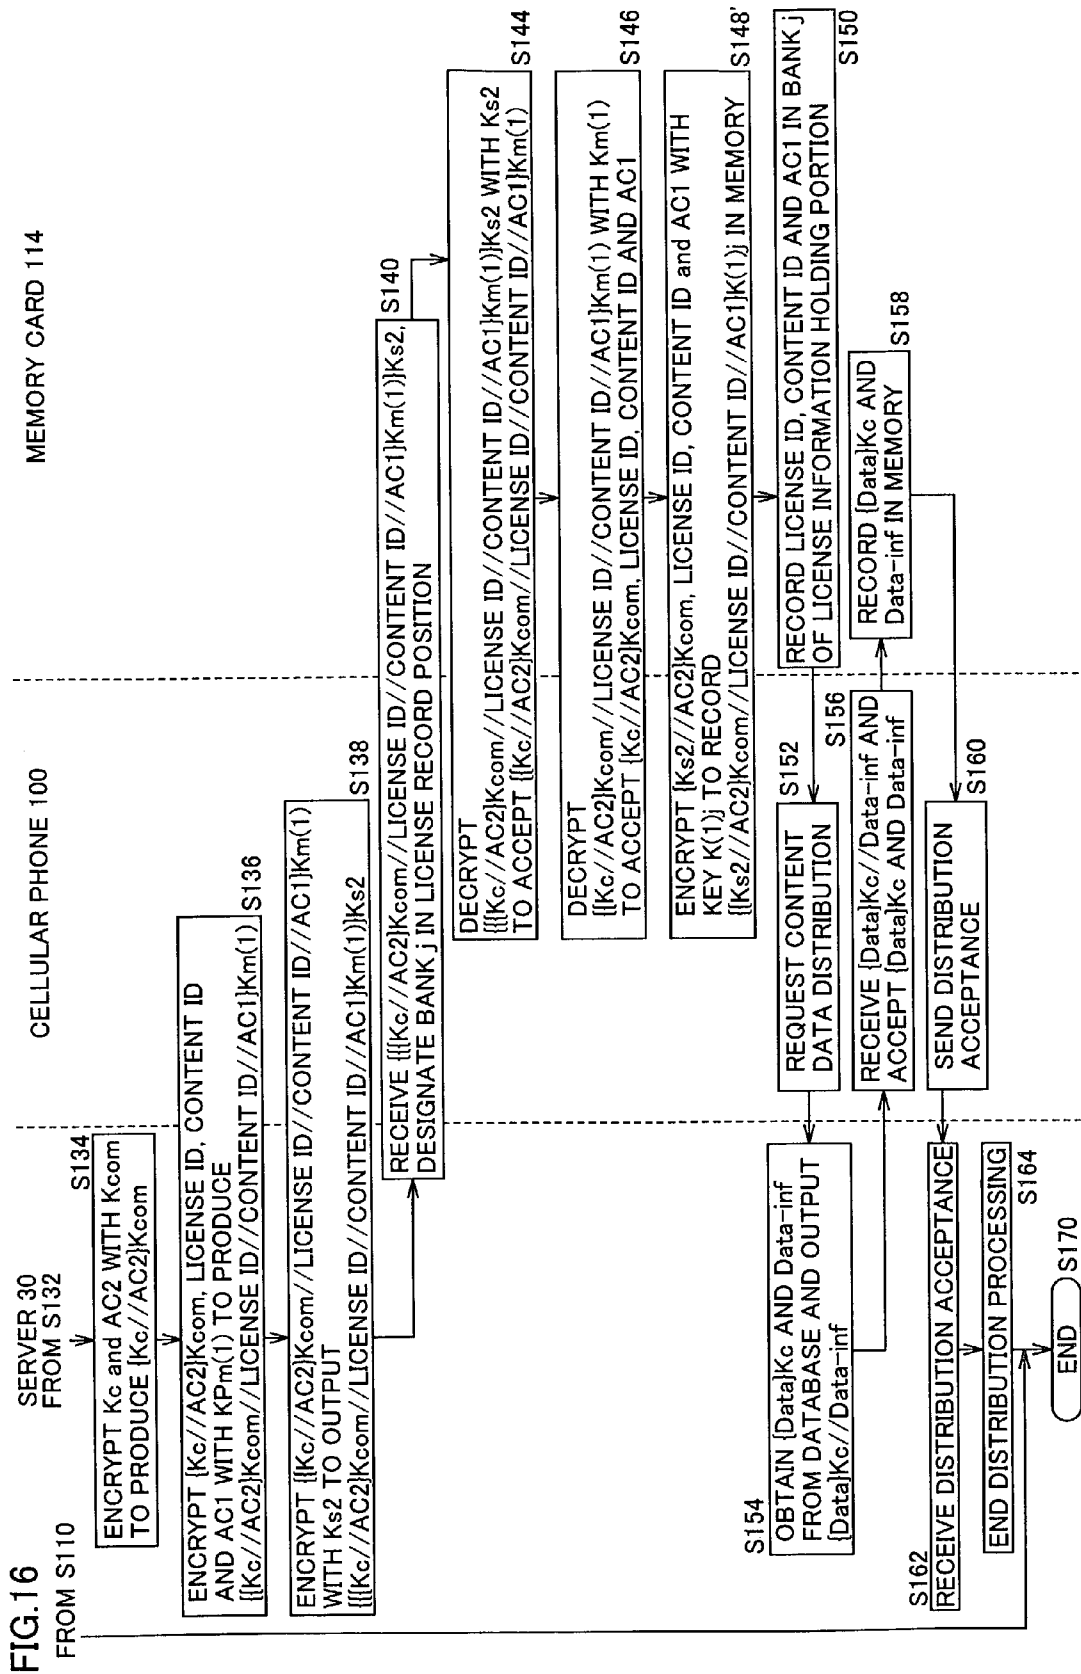 FIG.16
FROM S110
SERVER 30
FROM S132
CELLULAR PHONE 100
MEMORY CARD 114
S134
ENCRYPT Kc and AC2 WITH Kcom
TO PRODUCE {Kc//AC2}Kcom
S136
ENCRYPT {Kc//AC2}Kcom, LICENSE ID, CONTENT ID
AND AC1 WITH KPm(1) TO PRODUCE
{{Kc//AC2}Kcom//LICENSE ID//CONTENT ID//AC1}Km(1)
S138
ENCRYPT {{Kc//AC2}Kcom//LICENSE ID//CONTENT ID//AC1}Km(1)
WITH Ks2 TO OUTPUT
{{{Kc//AC2}Kcom//LICENSE ID//CONTENT ID//AC1}Km(1)}Ks2
S140
RECEIVE {{{Kc//AC2}Kcom//LICENSE ID//CONTENT ID//AC1}Km(1)}Ks2,
DESIGNATE BANK j IN LICENSE RECORD POSITION
S144
DECRYPT
{{{Kc//AC2}Kcom//LICENSE ID//CONTENT ID//AC1}Km(1)}Ks2 WITH Ks2
TO ACCEPT {{Kc//AC2}Kcom//LICENSE ID//CONTENT ID//AC1}Km(1)
S146
DECRYPT
{{Kc//AC2}Kcom//LICENSE ID//CONTENT ID//AC1}Km(1) WITH Km(1)
TO ACCEPT {Kc//AC2}Kcom, LICENSE ID, CONTENT ID AND AC1
S148'
ENCRYPT {Ks2//AC2}Kcom, LICENSE ID, CONTENT ID and AC1 WITH
KEY K(1)j TO RECORD
{{Ks2//AC2}Kcom//LICENSE ID//CONTENT ID//AC1}K(1)j IN MEMORY
S150
RECORD LICENSE ID, CONTENT ID AND AC1 IN BANK j
OF LICENSE INFORMATION HOLDING PORTION
S152
REQUEST CONTENT
DATA DISTRIBUTION
S154
OBTAIN {Data}Kc AND Data-inf
FROM DATABASE AND OUTPUT
{Data}Kc//Data-inf
S156
RECEIVE {Data}Kc//Data-inf AND
ACCEPT {Data}Kc AND Data-inf
S158
RECORD {Data}Kc AND
Data-inf IN MEMORY
S160
SEND DISTRIBUTION
ACCEPTANCE
S162
RECEIVE DISTRIBUTION ACCEPTANCE
END DISTRIBUTION PROCESSING
S164
END
S170